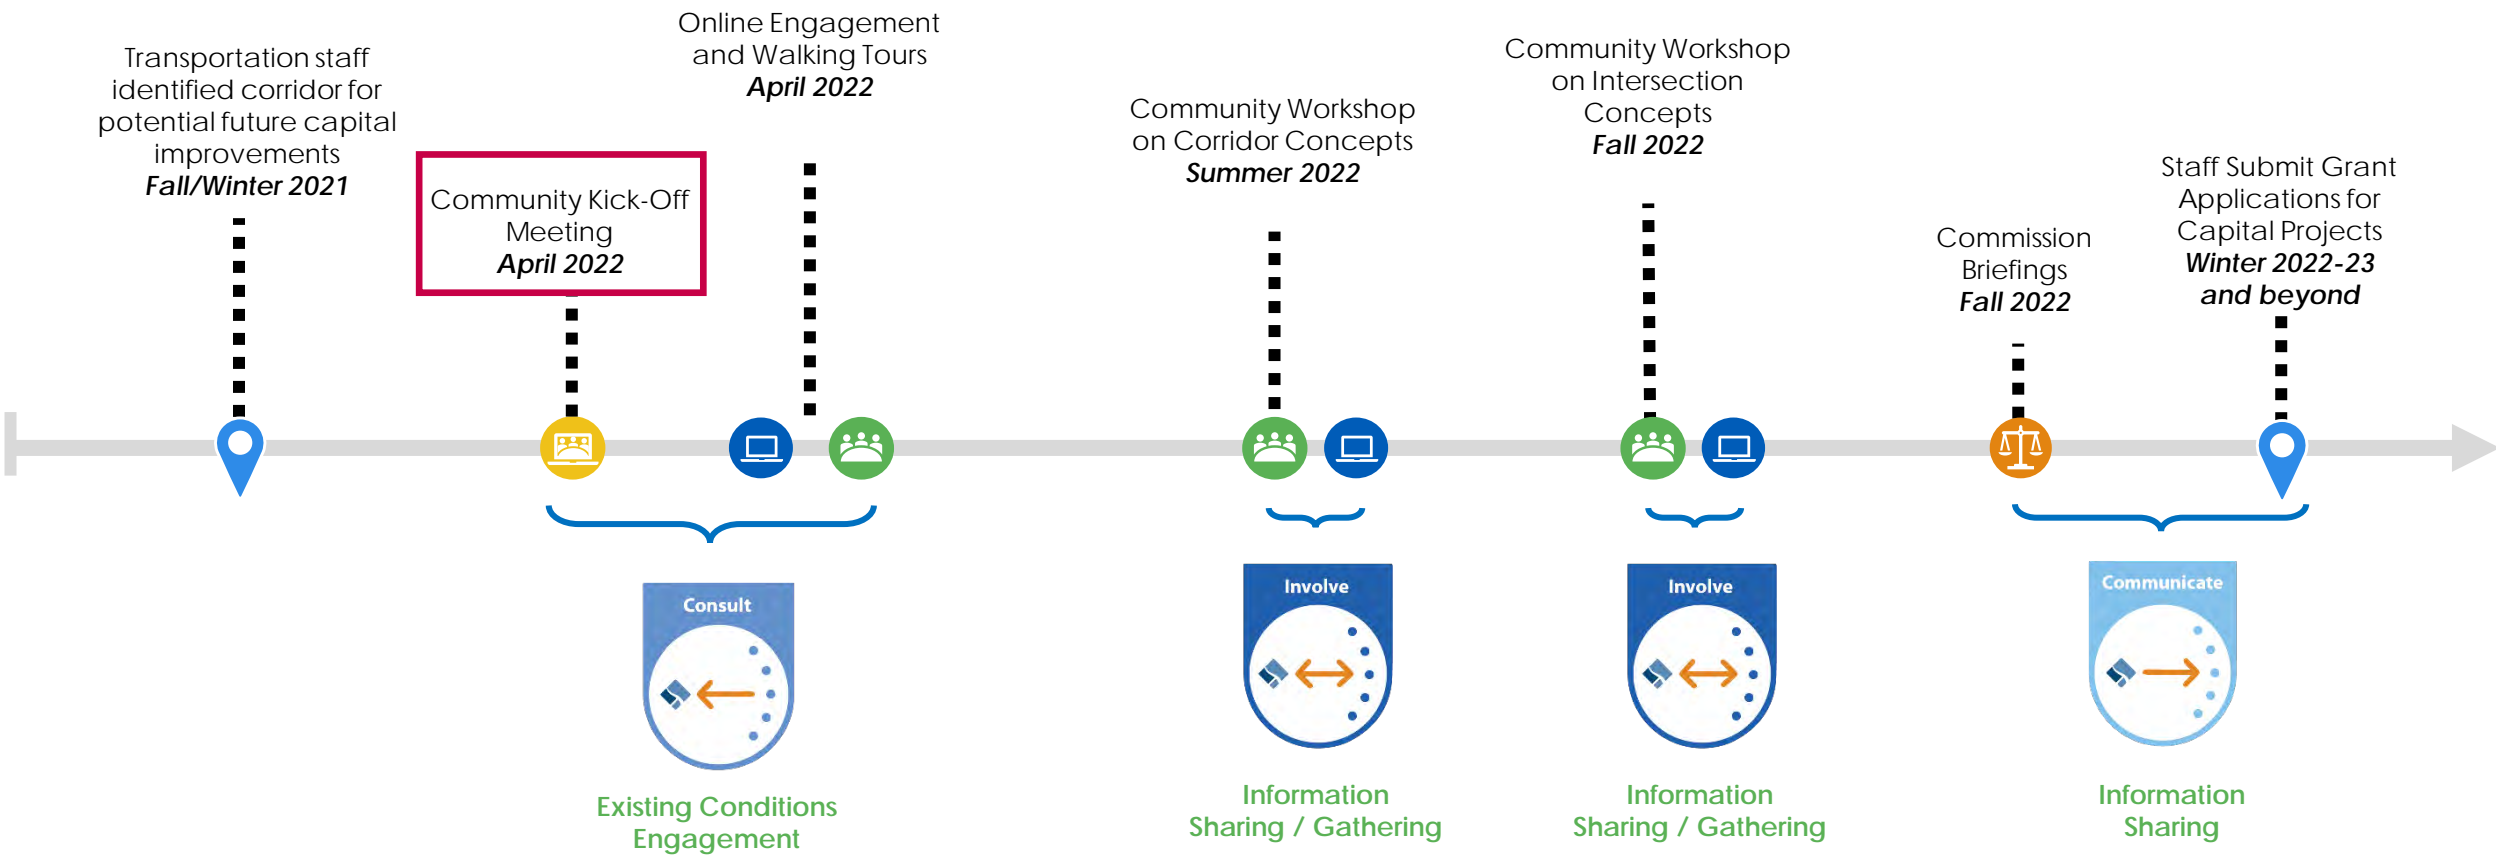 Transportation staff
identified corridor for
potential future capital
improvements
Fall/Winter 2021
Community Kick-Off
Meeting
April 2022
Online Engagement
and Walking Tours
April 2022
Community Workshop
on Corridor Concepts
Summer 2022
Community Workshop
on Intersection
Concepts
Fall 2022
Commission
Briefings
Fall 2022
Staff Submit Grant
Applications for
Capital Projects
Winter 2022-23
and beyond
Consult
Existing Conditions
Engagement
Involve
Information
Sharing / Gathering
Involve
Information
Sharing / Gathering
Communicate
Information
Sharing